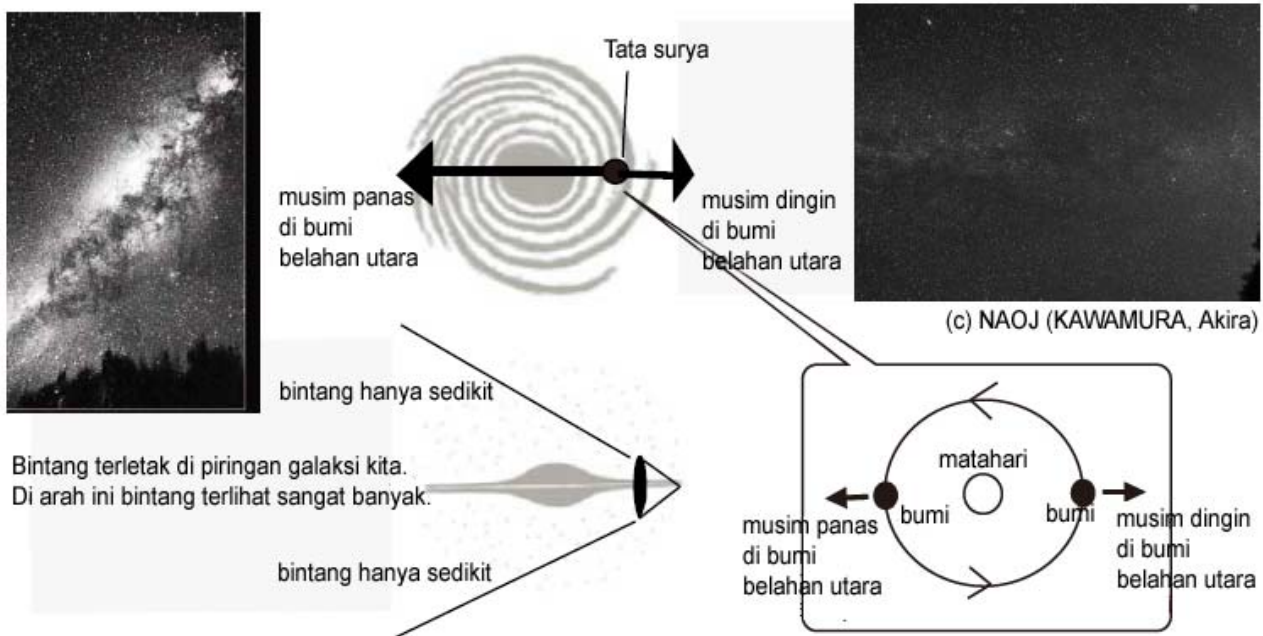 Tata surya
musim panas
di bumi
belahan utara
musim dingin
di bumi
belahan utara
(c) NAOJ (KAWAMURA, Akira)
bintang hanya sedikit
Bintang terletak di piringan galaksi kita.
Di arah ini bintang terlihat sangat banyak.
bintang hanya sedikit
matahari
bumi
bumi
musim panas
di bumi
belahan utara
musim dingin
di bumi
belahan utara